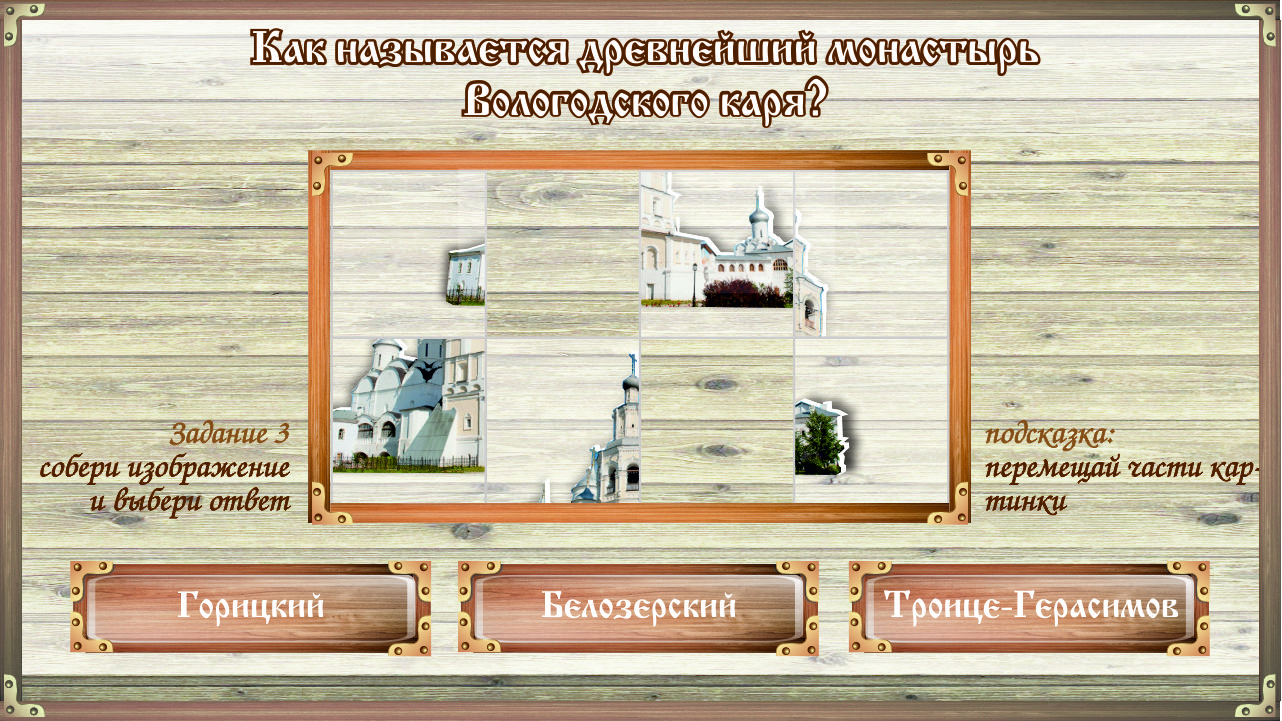 Как называется древнейший монастырь
Вологодского каря?
Задание 3
собери изображение
и выбери ответ
подсказка:
перемещай части кар-
тинки
Горицкий
Белозерский
Троице-Герасимов